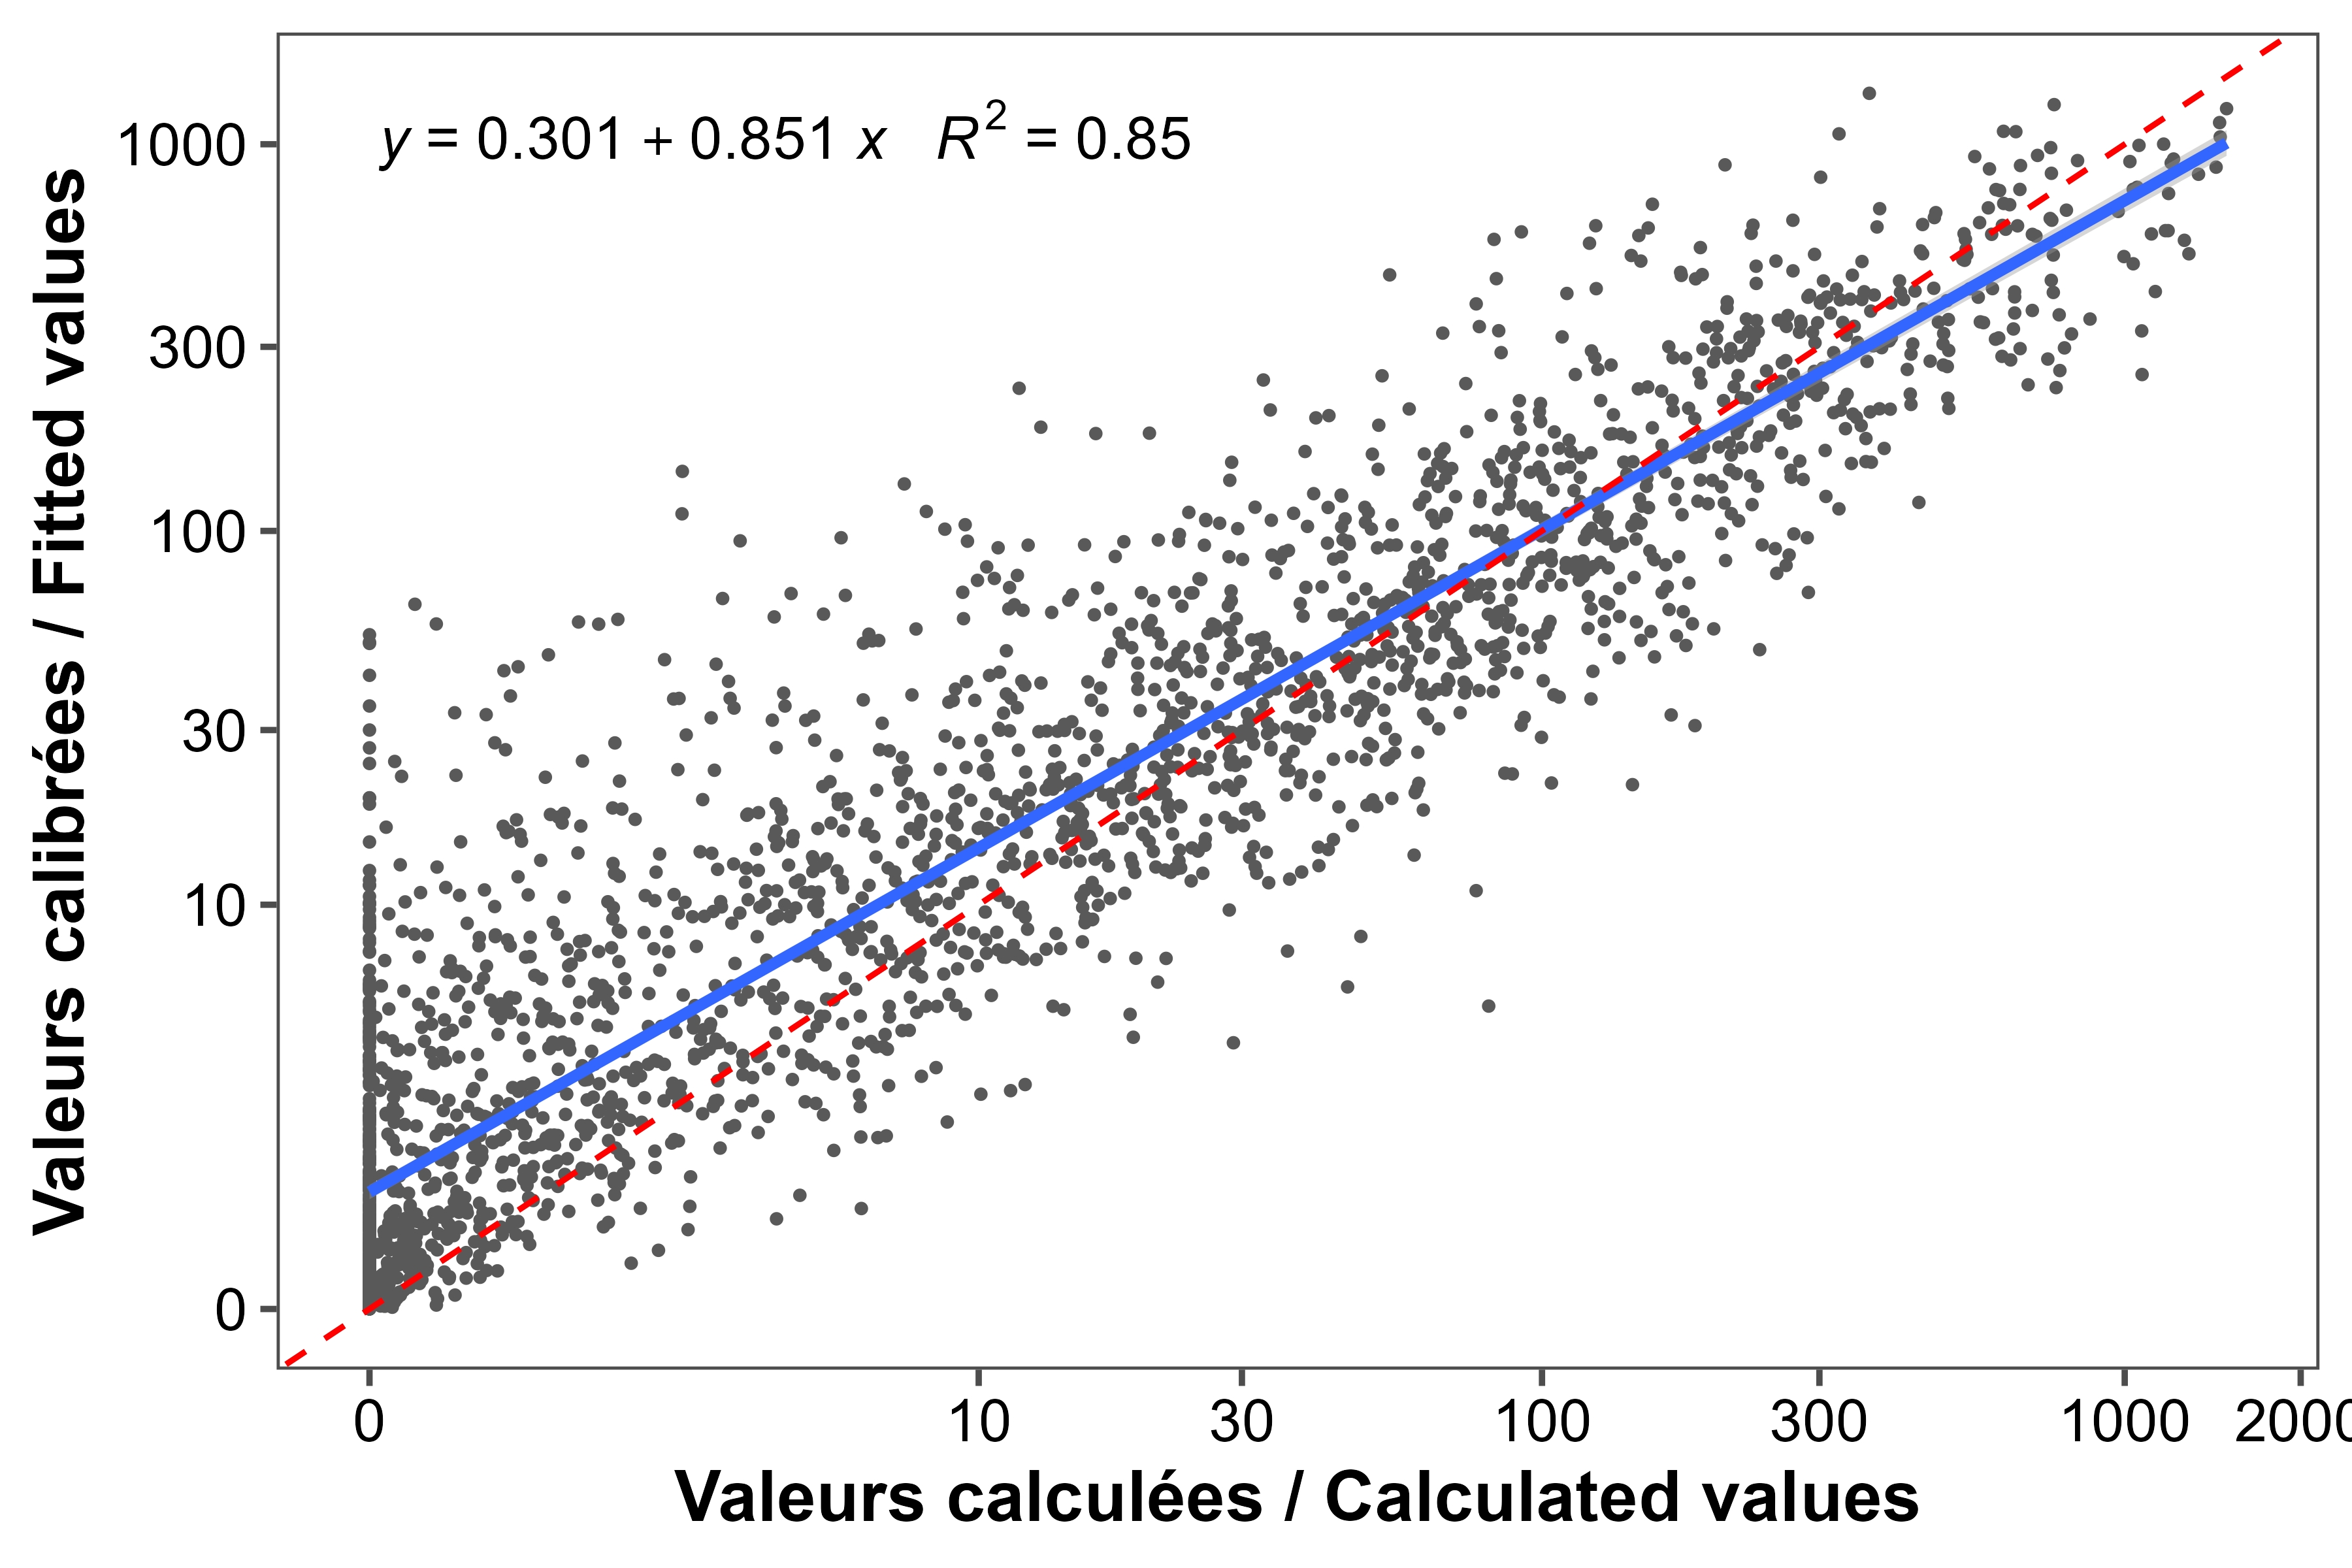 y = 0.301 + 0.851 x R² = 0.85
Valeurs calibrées / Fitted values
1000
300
100
30
10
0
0 10 30 100 300 1000 2000
Valeurs calculées / Calculated values